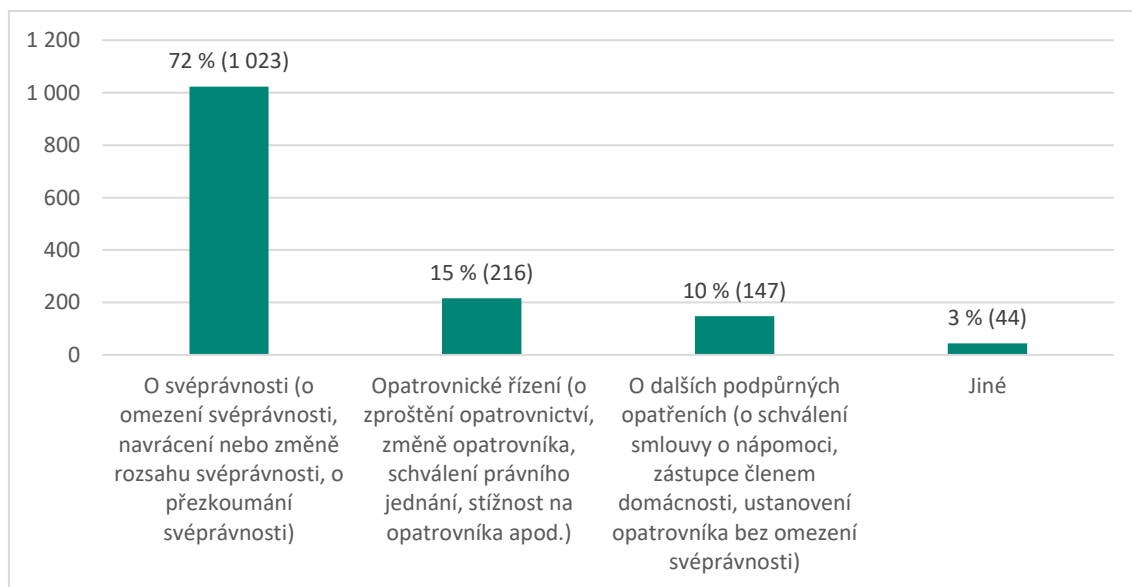 1 200
1 000
800
600
400
200
0
72 % (1 023)
15 % (216)
10 % (147)
3 % (44)
O svéprávnosti (o
omezení svéprávnosti,
navrácení nebo změně
rozsahu svéprávnosti, o
přezkoumání
svéprávnosti)
Opatrovnické řízení (o
zproštění opatrovnictví,
změně opatrovníka,
schválení právního
jednání, stížnost na
opatrovníka apod.)
O dalších podpůrných
opatřeních (o schválení
smlouvy o nápomoci,
zástupce členem
domácnosti, ustanovení
opatrovníka bez omezení
svéprávnosti)
Jiné